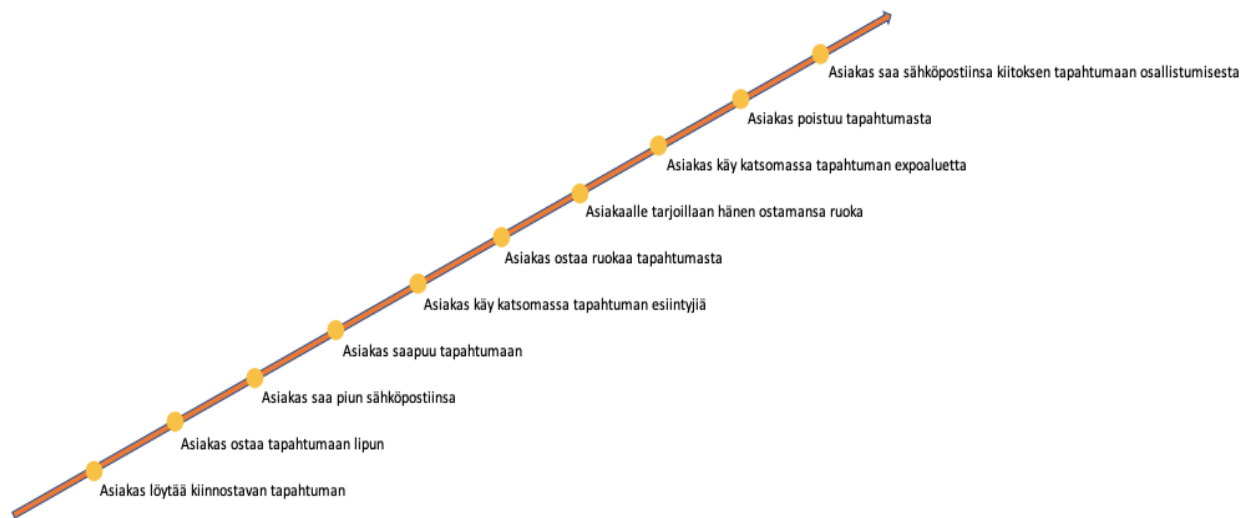 Asiakas saa sähköpostiinsa kiitoksen tapahtumaan osallistumisesta
Asiakas poistuu tapahtumasta
Asiakas käy katsomassa tapahtuman expoaluetta
Asiakaalle tarjoillaan hänen ostamansa ruoka
Asiakas ostaa ruokaa tapahtumasta
Asiakas käy katsomassa tapahtuman esiintyjiä
Asiakas saapuu tapahtumaan
Asiakas saa piun sähköpostiinsa
Asiakas ostaa tapahtumaan lipun
Asiakas löytää kiinnostavan tapahtuman